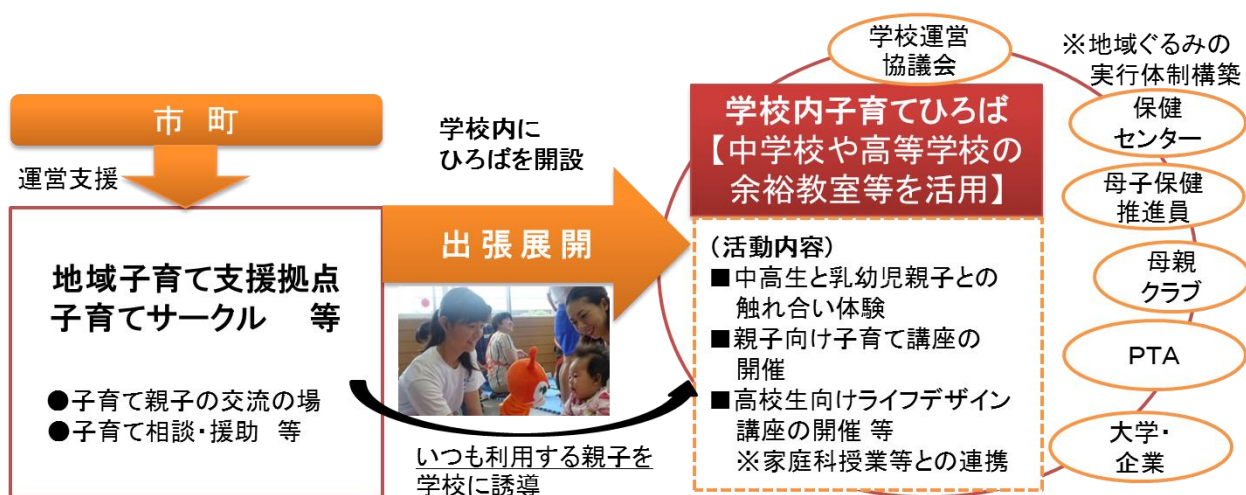 市 町
運営支援
地域子育て支援拠点
子育てサークル 等
●子育て親子の交流の場
●子育て相談・援助 等
学校内に
ひろばを開設
出張展開
いつも利用する親子を
学校に誘導
学校内子育てひろば
【中学校や高等学校の
余裕教室等を活用】
(活動内容)
■中高生と乳幼児親子との
触れ合い体験
■親子向け子育て講座の
開催
■高校生向けライフデザイン
講座の開催 等
※家庭科授業等との連携
学校運営
協議会
※地域ぐるみの
実行体制構築
保健
センター
母子保健
推進員
母親
クラブ
PTA
大学・
企業